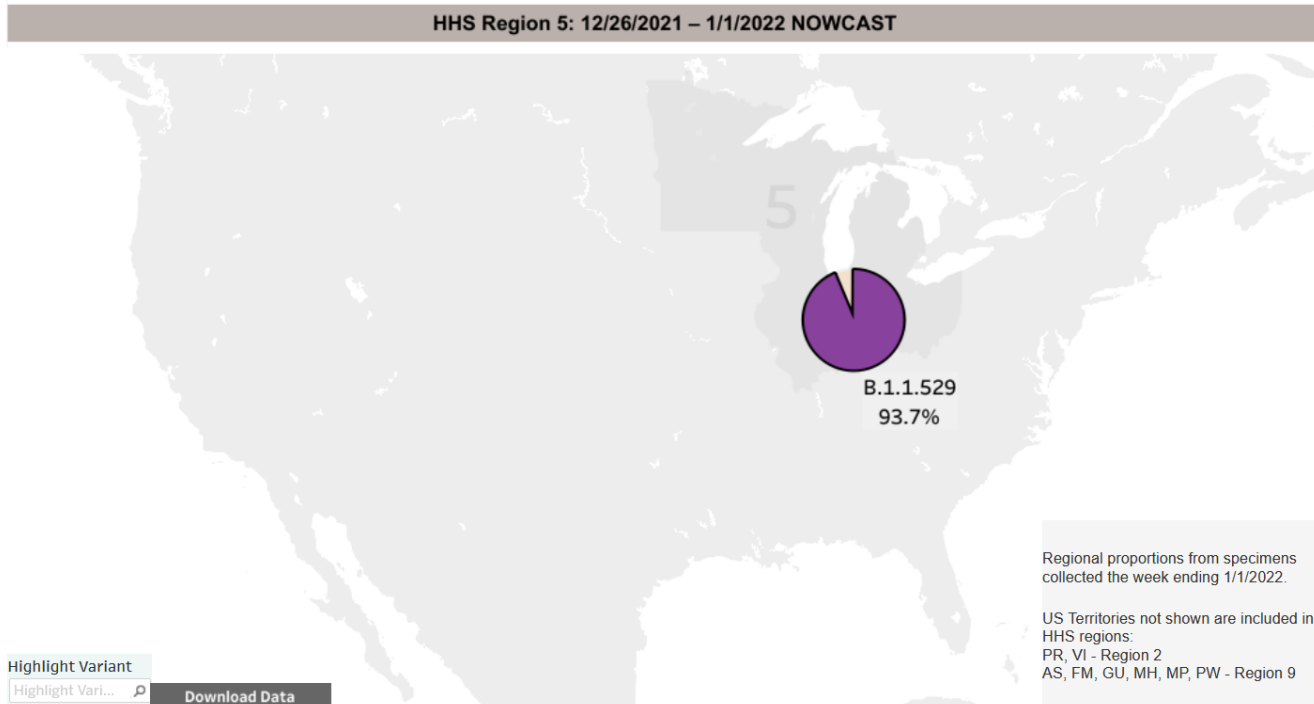 HHS Region 5: 12/26/2021 – 1/1/2022 NOWCAST
5
B.1.1.529
93.7%
Regional proportions from specimens
collected the week ending 1/1/2022.
US Territories not shown are included in
HHS regions:
PR, VI - Region 2
AS, FM, GU, MH, MP, PW - Region 9
Highlight Variant
Highlight Vari...
Download Data